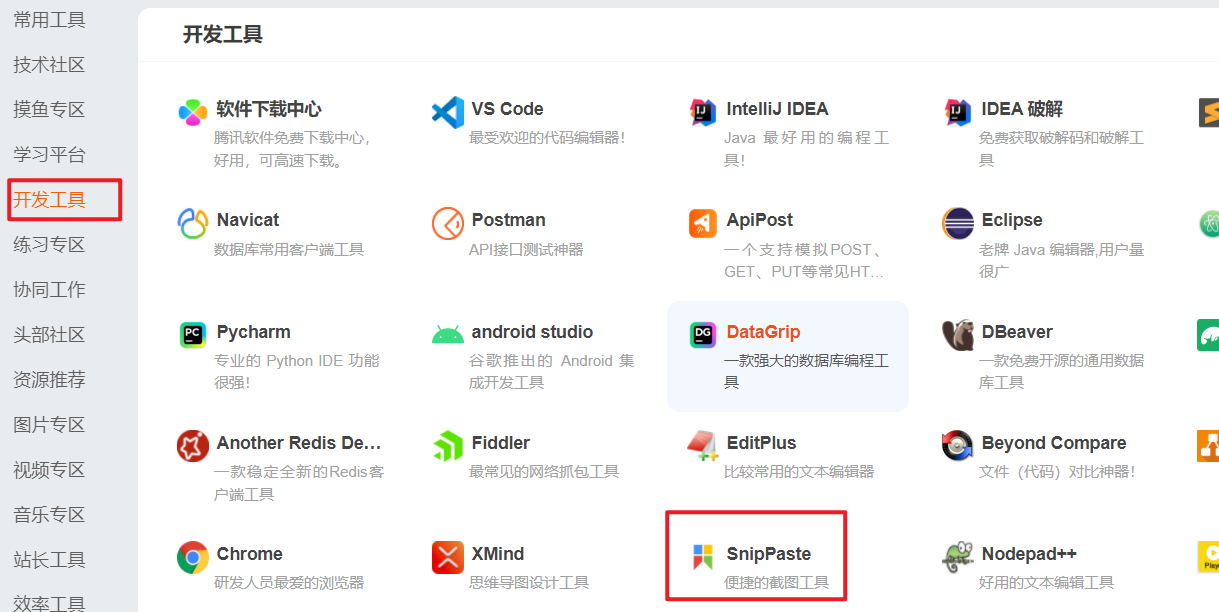 常用工具
技术社区
摸鱼专区
学习平台
开发工具
练习专区
协同工作
头部社区
资源推荐
图片专区
视频专区
音乐专区
站长工具
效率工具
开发工具
软件下载中心
腾讯软件免费下载中心，
好用，可高速下载。
VS Code
最受欢迎的代码编辑器!
IntelliJ IDEA
Java 最好用的编程工
具!
IDEA 破解
免费获取破解码和破解工
具
Navicat
数据库常用客户端工具
Postman
API接口测试神器
ApiPost
一个支持模拟POST、
GET、PUT等常见HT...
Eclipse
老牌 Java 编辑器,用户量
很广
Pycharm
专业的 Python IDE 功能
很强!
android studio
谷歌推出的 Android 集
成开发工具
DataGrip
一款强大的数据库编程工
具
DBeaver
一款免费开源的通用数据
库工具
Another Redis De...
一款稳定全新的Redis客
户端工具
Fiddler
最常见的网络抓包工具
EditPlus
比较常用的文本编辑器
Beyond Compare
文件（代码）对比神器!
Chrome
研发人员最爱的浏览器
XMind
思维导图设计工具
SnipPaste
便捷的截图工具
Nodepad++
好用的文本编辑工具